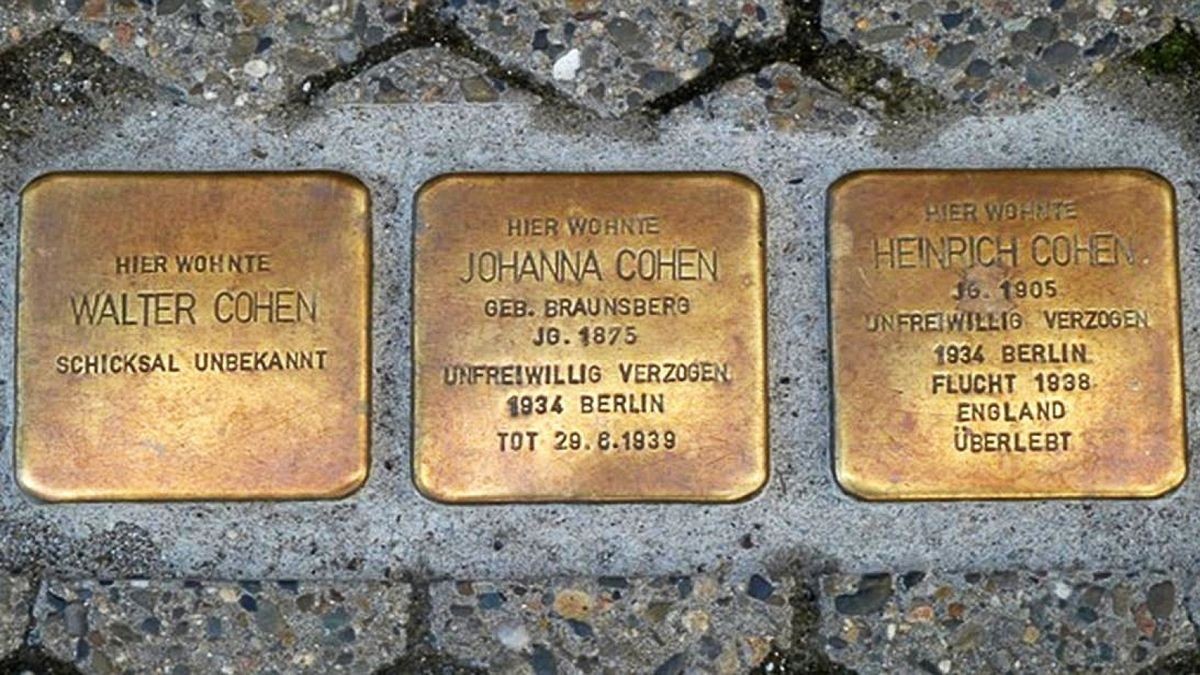 HIER WOHNTE
WALTER COHEN
SCHICKSAL UNBEKANNT
HIER WOHNTE
JOHANNA COHEN
GEB. BRAUNSBERG
JG. 1875
UNFREIWILLIG VERZOGEN
1934 BERLIN
TOT 29.6.1939
HIER WOHNTE
HEINRICH COHEN
JG. 1905
UNFREIWILLIG VERZOGEN
1934 BERLIN
FLUCHT 1938
ENGLAND
ÜBERLEBT